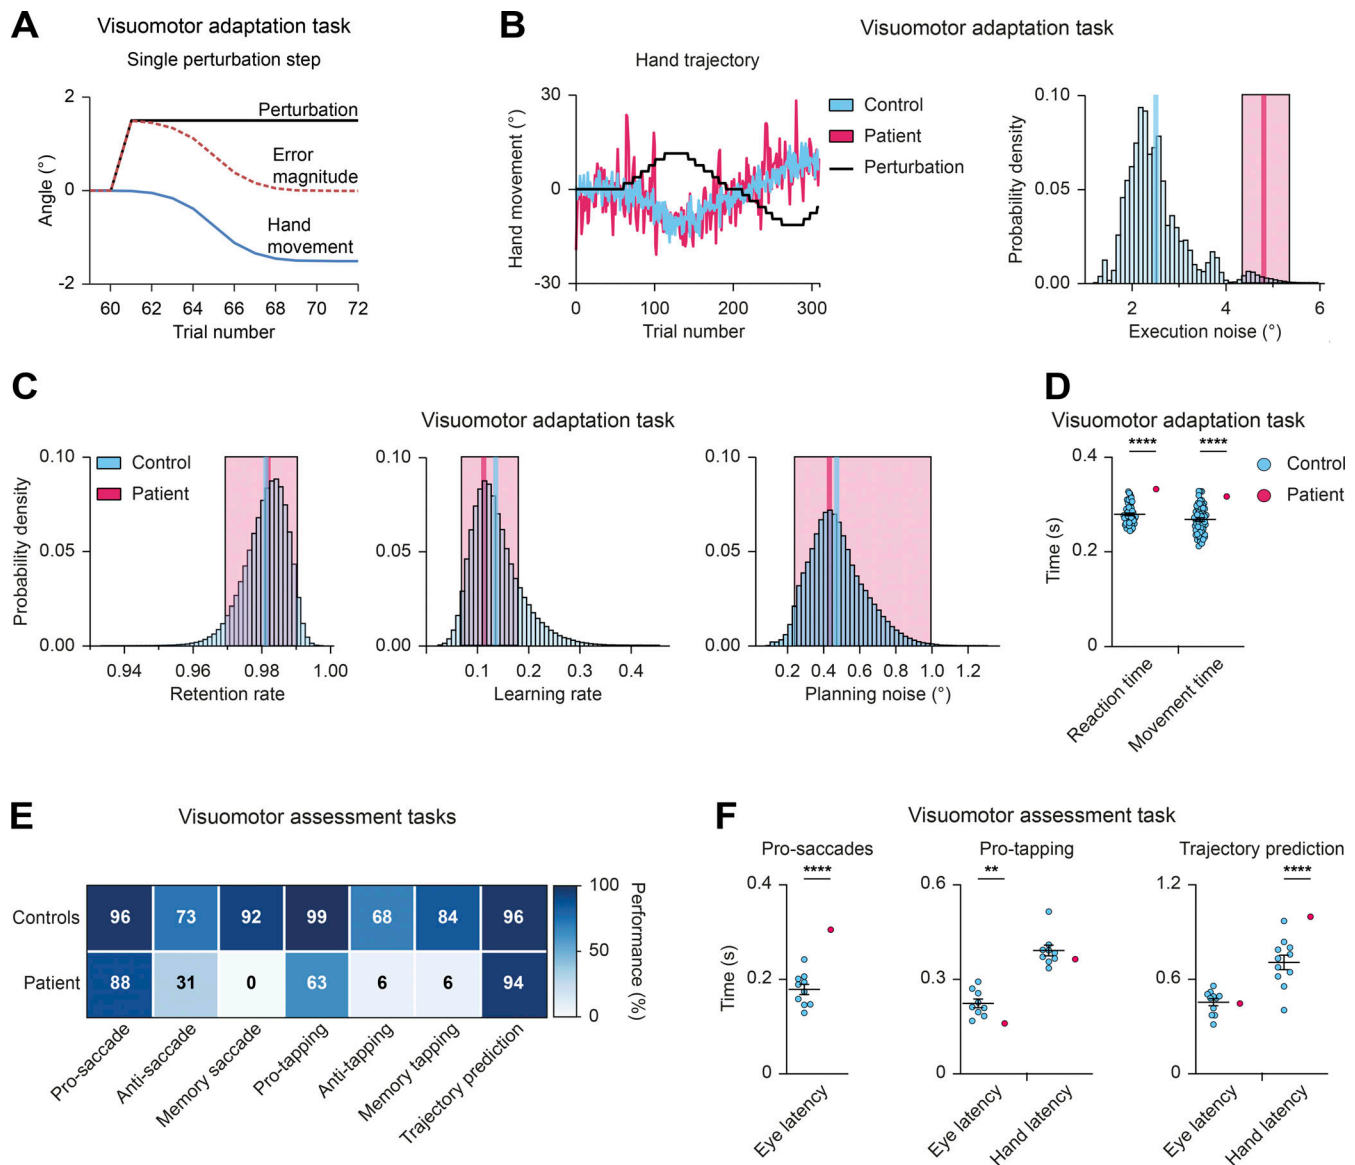 A
Visuomotor adaptation task
Single perturbation step
2
0
-2
Angle (°)
Perturbation
Error
magnitude
Hand
movement
60 62 64 66 68 70 72
Trial number
B
Visuomotor adaptation task
Hand trajectory
30
0
-30
Hand movement (°)
Control
Patient
Perturbation
0 100 200 300
Trial number
0.10
0.05
0.00
Probability density
2 4 6
Execution noise (°)
C
Visuomotor adaptation task
0.10
0.05
0.00
Probability density
Control
Patient
0.94 0.96 0.98 1.00
Retention rate
0.10
0.05
0.00
0.1 0.2 0.3 0.4
Learning rate
0.10
0.05
0.00
0.2 0.4 0.6 0.8 1.0 1.2
Planning noise (°)
D
Visuomotor adaptation task
**** ****
0.4
0.2
0
Time (s)
Control
Patient
Reaction time
Movement time
E
Visuomotor assessment tasks
Controls 96 73 92 99 68 84 96
Patient 88 31 0 63 6 6 94
Pro-saccade
Anti-saccade
Memory saccade
Pro-tapping
Anti-tapping
Memory tapping
Trajectory prediction
100
50
0
Performance (%)
F
Visuomotor assessment task
Pro-saccades
****
0.4
0.2
0
Time (s)
Eye latency
Pro-tapping
**
0.6
0.3
0
Eye latency
Hand latency
Trajectory prediction
****
1.2
0.6
0
Eye latency
Hand latency